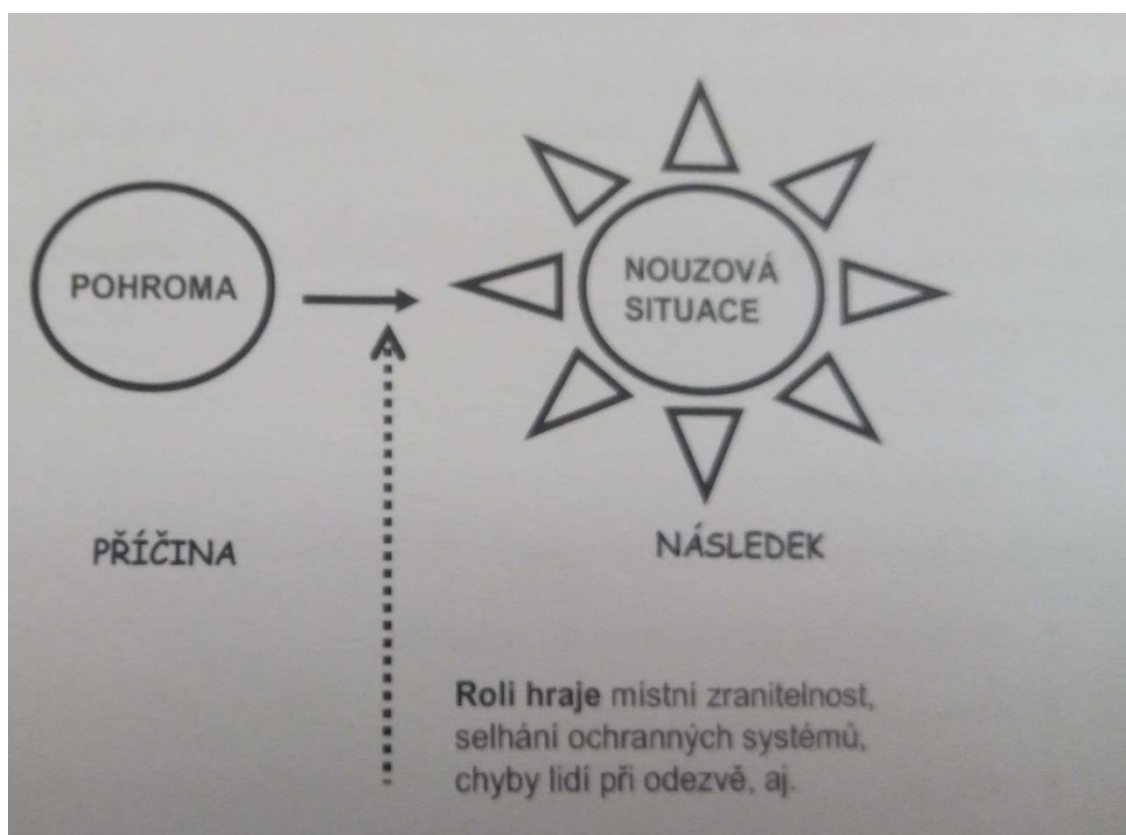 POHROMA
NOUZOVÁ
SITUACE
PŘÍČINA
NÁSLEDEK
Roli hraje místní zranitelnost,
selhání ochranných systémů,
chyby lidí při odezvě, aj.